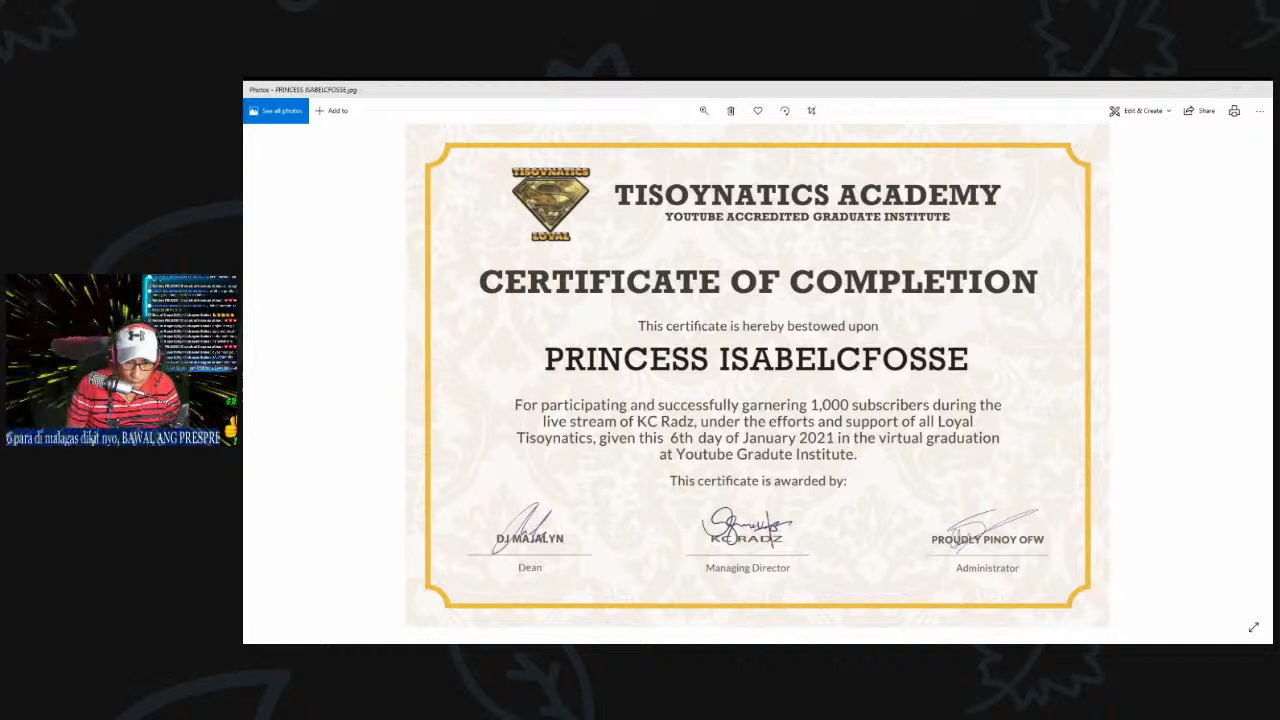 Photos - PRINCESS ISABELCFOSSE.jpg
See all photos
Add to
Edit & Create
Share
TISOYNATICS
LOYAL
TISOYNATICS ACADEMY
YOUTUBE ACCREDITED GRADUATE INSTITUTE
CERTIFICATE OF COMPLETION
This certificate is hereby bestowed upon
PRINCESS ISABELCFOSSE
For participating and successfully garnering 1,000 subscribers during the
live stream of KC Radz, under the efforts and support of all Loyal
Tisoynatics, given this 6th day of January 2021 in the virtual graduation
at Youtube Gradute Institute.
This certificate is awarded by:
DJ MAJALYN
Dean
KC RADZ
Managing Director
PROUDLY PINOY OFW
Administrator
para di malagas dikit nyo, BAWAL ANG PRESPRE